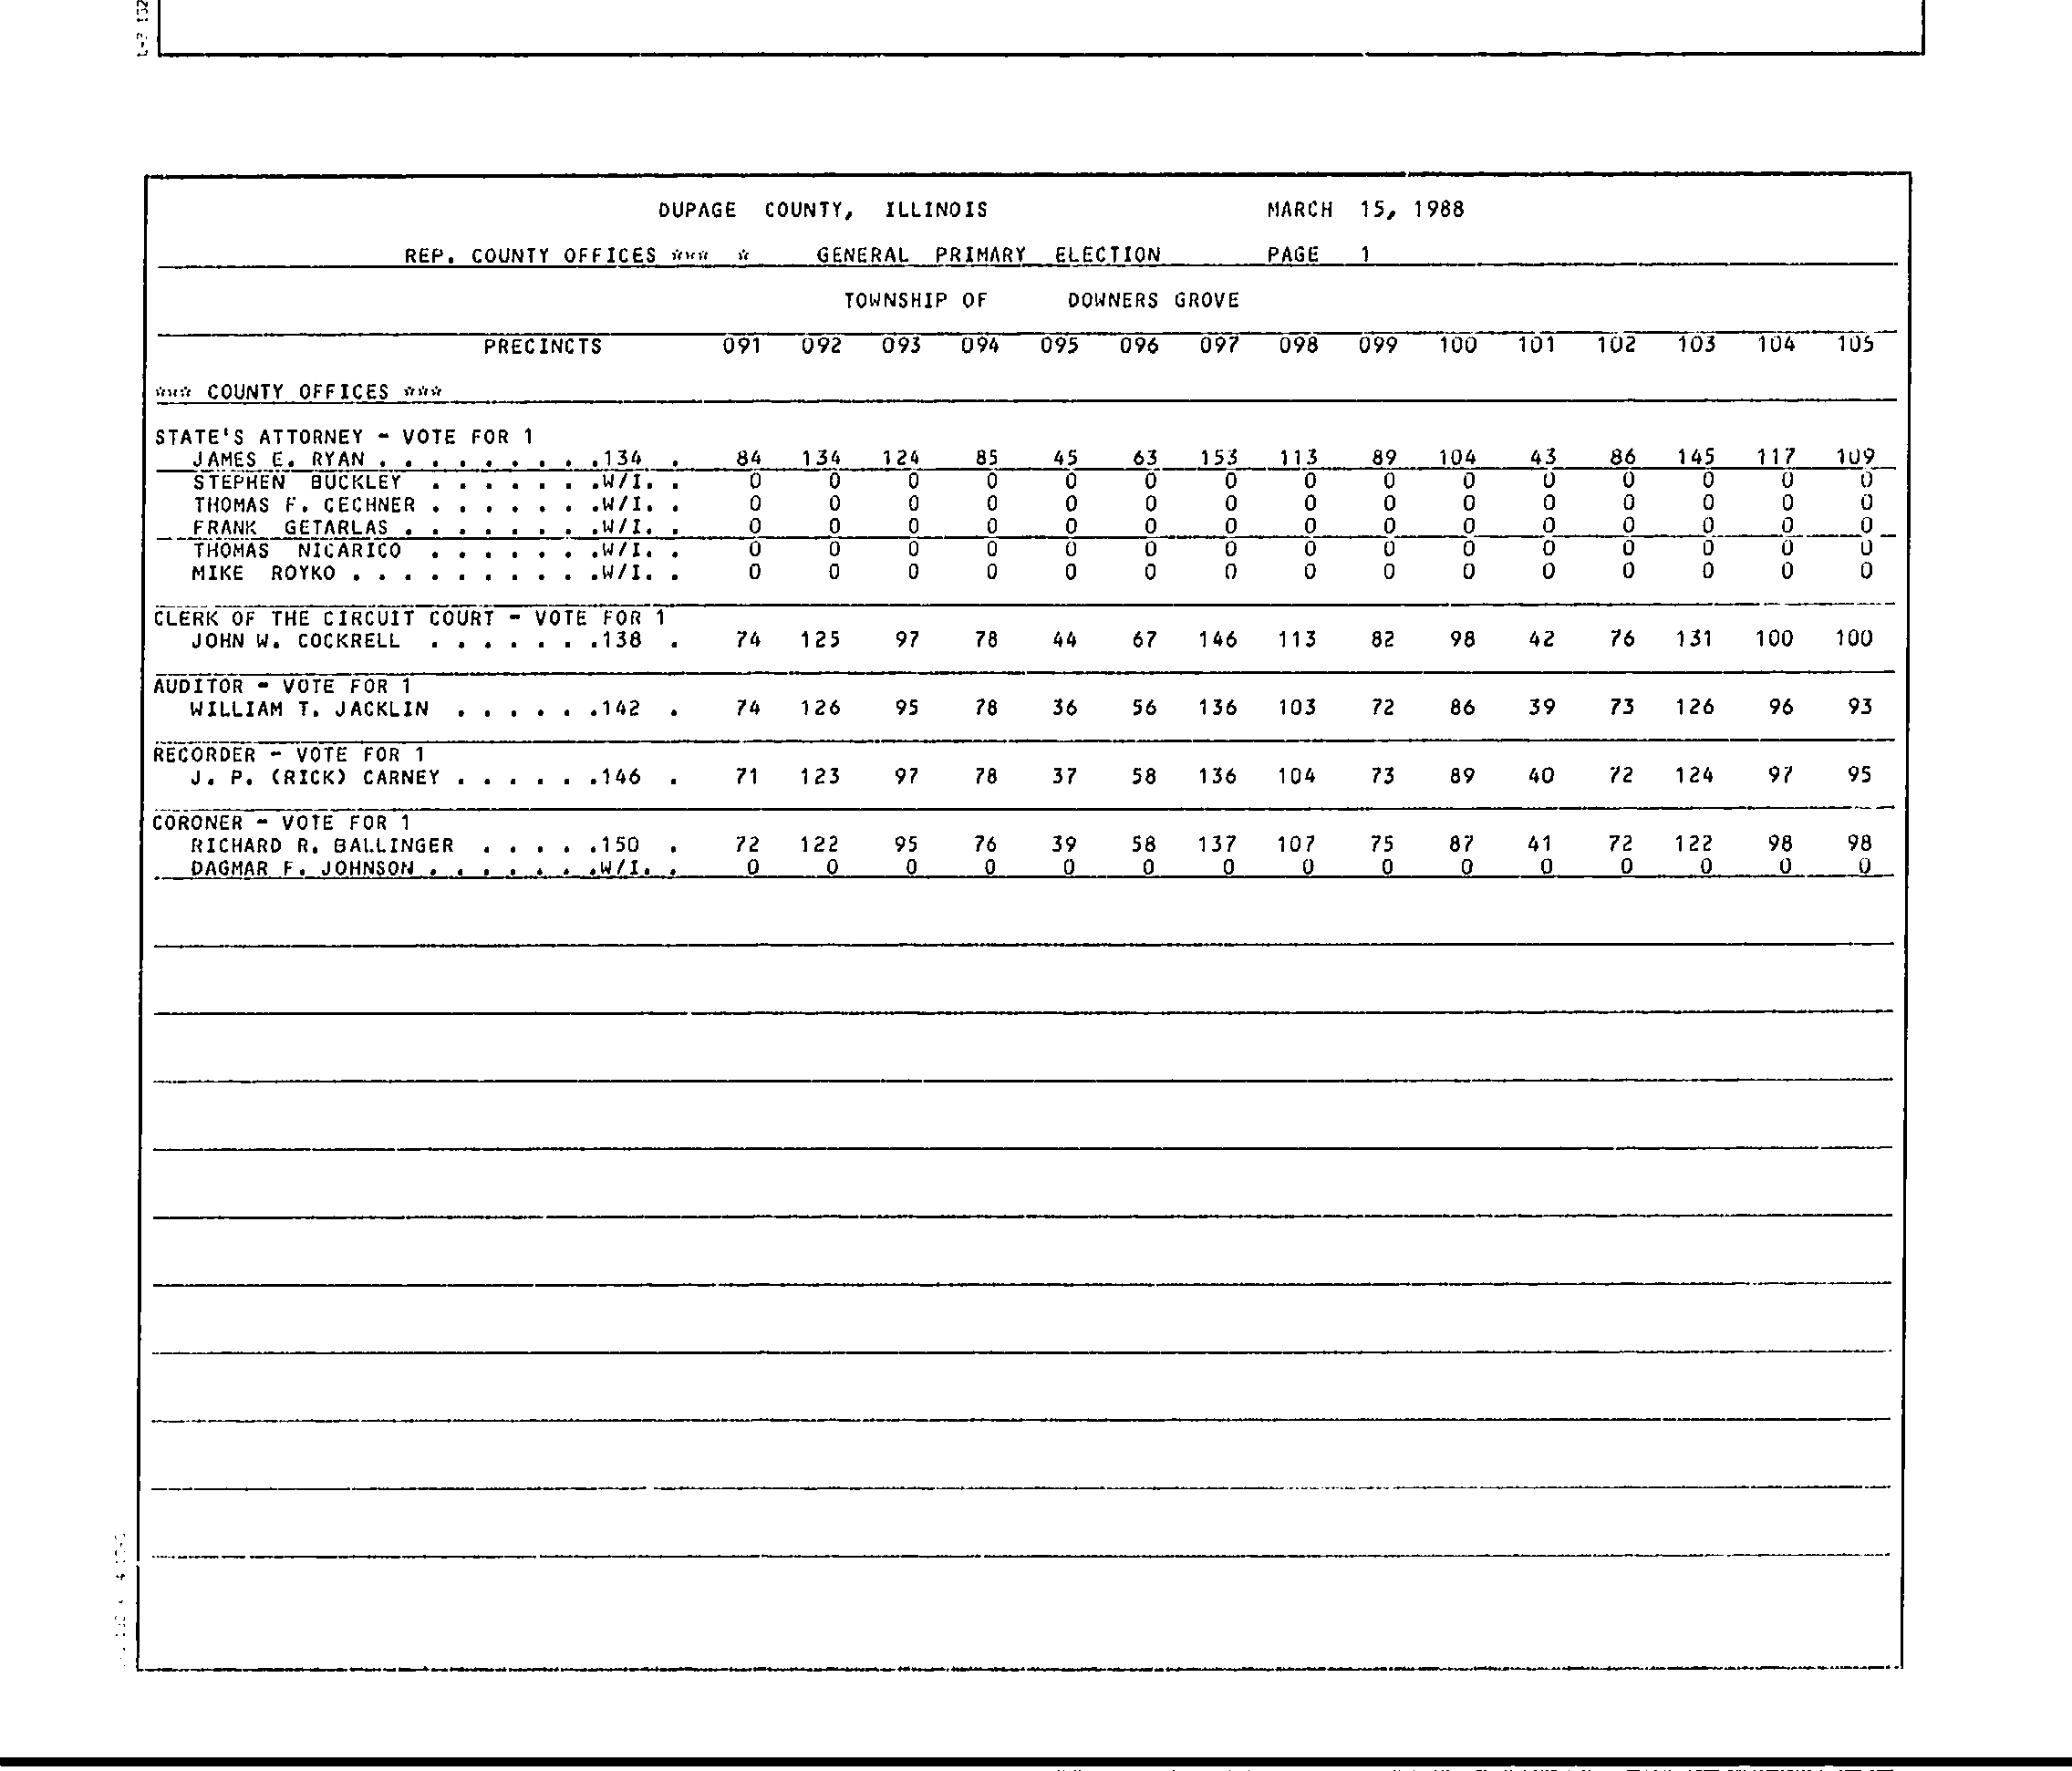 DUPAGE COUNTY, ILLINOIS MARCH 15, 1988
REP. COUNTY OFFICES *** * GENERAL PRIMARY ELECTION PAGE 1
TOWNSHIP OF DOWNERS GROVE
PRECINCTS 091 092 093 094 095 096 097 098 099 100 101 102 103 104 105
*** COUNTY OFFICES ***
STATE'S ATTORNEY - VOTE FOR 1
JAMES E. RYAN . . . . . . . . .134 . 84 134 124 85 45 63 153 113 89 104 43 86 145 117 109
STEPHEN BUCKLEY . . . . . . .W/I. . 0 0 0 0 0 0 0 0 0 0 0 0 0 0 0
THOMAS F. CECHNER . . . . . . .W/I. . 0 0 0 0 0 0 0 0 0 0 0 0 0 0 0
FRANK GETARLAS . . . . . . . .W/I. . 0 0 0 0 0 0 0 0 0 0 0 0 0 0 0
THOMAS NICARICO . . . . . . .W/I. . 0 0 0 0 0 0 0 0 0 0 0 0 0 0 0
MIKE ROYKO . . . . . . . . . .W/I. . 0 0 0 0 0 0 0 0 0 0 0 0 0 0 0
CLERK OF THE CIRCUIT COURT - VOTE FOR 1
JOHN W. COCKRELL . . . . . . .138 . 74 125 97 78 44 67 146 113 82 98 42 76 131 100 100
AUDITOR - VOTE FOR 1
WILLIAM T. JACKLIN . . . . . .142 . 74 126 95 78 36 56 136 103 72 86 39 73 126 96 93
RECORDER - VOTE FOR 1
J. P. (RICK) CARNEY . . . . . .146 . 71 123 97 78 37 58 136 104 73 89 40 72 124 97 95
CORONER - VOTE FOR 1
RICHARD R. BALLINGER . . . . .150 . 72 122 95 76 39 58 137 107 75 87 41 72 122 98 98
DAGMAR F. JOHNSON . . . . . . .W/I. . 0 0 0 0 0 0 0 0 0 0 0 0 0 0 0